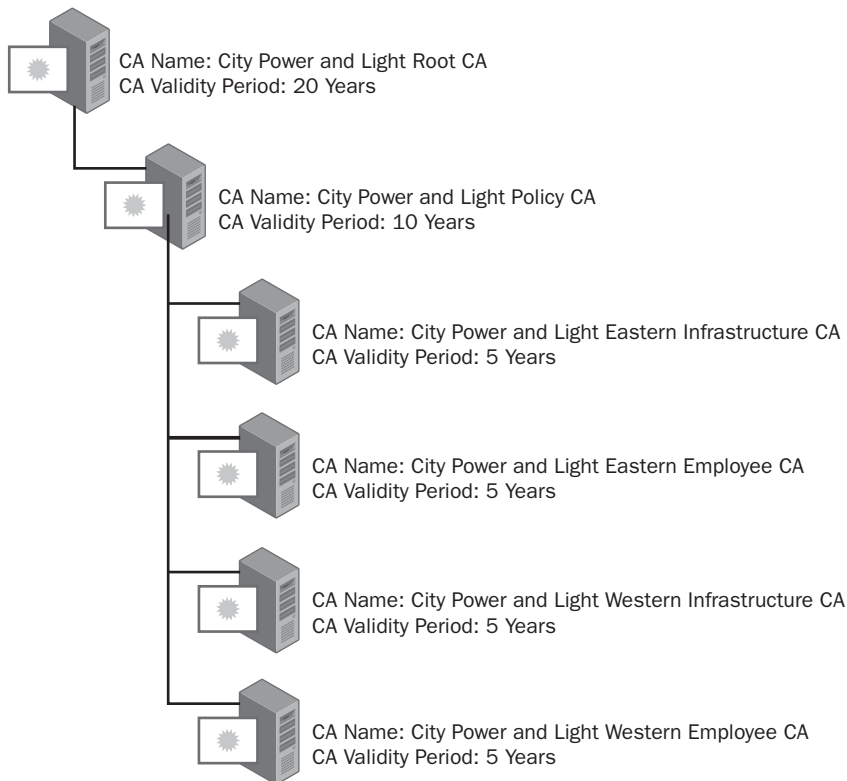 CA Name: City Power and Light Root CA
CA Validity Period: 20 Years
CA Name: City Power and Light Policy CA
CA Validity Period: 10 Years
CA Name: City Power and Light Eastern Infrastructure CA
CA Validity Period: 5 Years
CA Name: City Power and Light Eastern Employee CA
CA Validity Period: 5 Years
CA Name: City Power and Light Western Infrastructure CA
CA Validity Period: 5 Years
CA Name: City Power and Light Western Employee CA
CA Validity Period: 5 Years